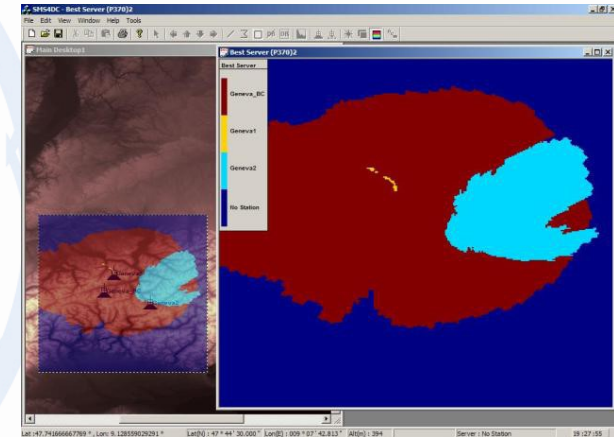 SMS4DC - Best Server [P370]2
File Edit View Window Help Tools
Main Desktop1
Best Server [P370]2
Best Server
Geneva_BC
Geneva1
Geneva2
No Station
Lat :47.741666667769 °, Lon: 9.128559029291 ° Lat(N) : 47 ° 44 ' 30.000 " Lon(E) : 009 ° 07 ' 42.813 " Alt(m) : 394 Server : No Station 19 :27:55